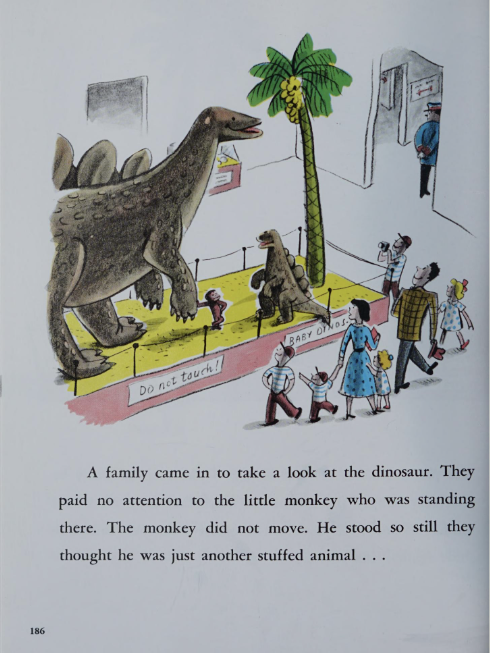 Do not touch!
BABY DINOS-
A family came in to take a look at the dinosaur. They
paid no attention to the little monkey who was standing
there. The monkey did not move. He stood so still they
thought he was just another stuffed animal . . .
186